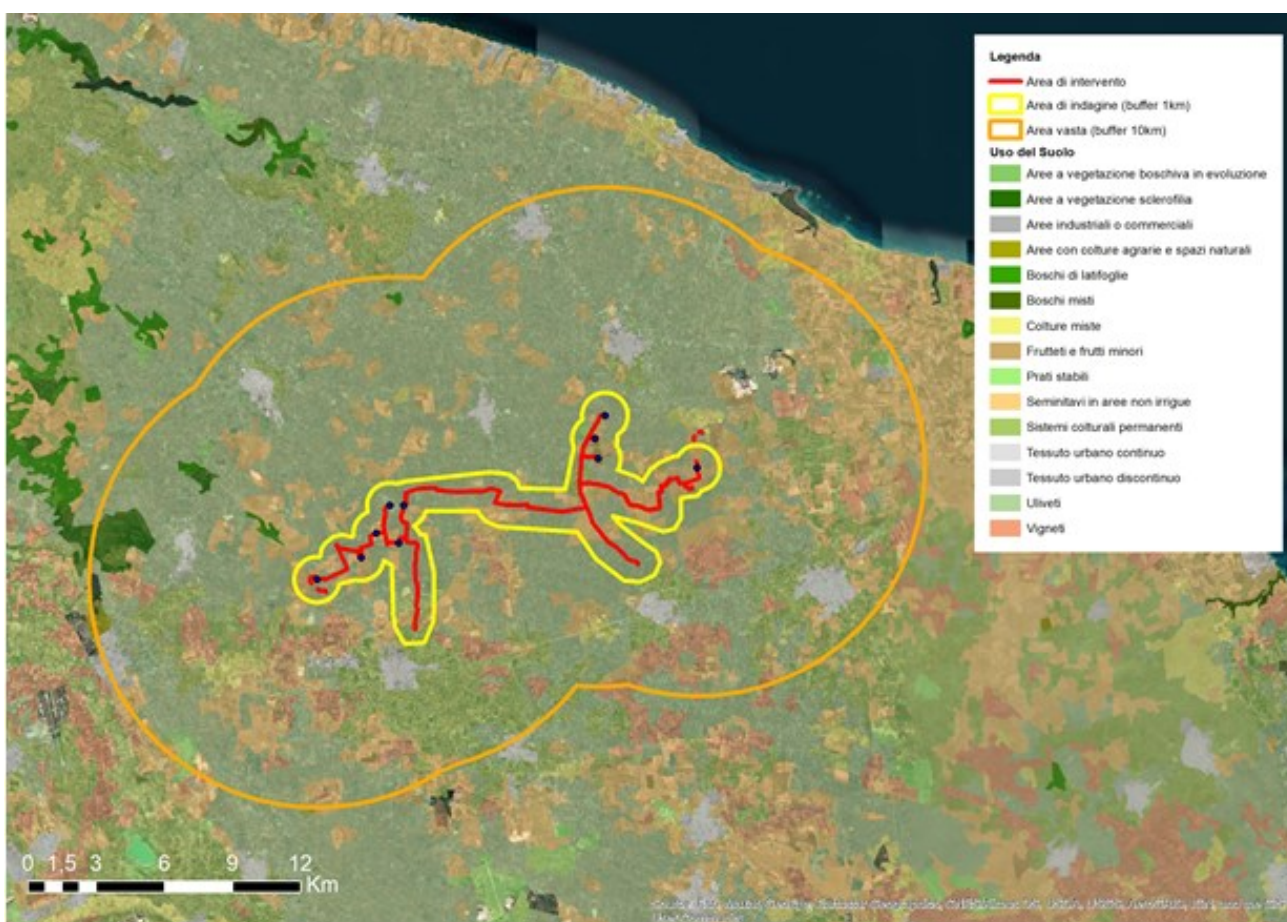 Legenda
Area di intervento
Area di indagine (buffer 1km)
Area vasta (buffer 10km)
Uso del Suolo
Aree a vegetazione boschiva in evoluzione
Aree a vegetazione sclerofilia
Aree industriali o commerciali
Aree con colture agrarie e spazi naturali
Boschi di latifoglie
Boschi misti
Colture miste
Frutteti e frutti minori
Prati stabili
Seminitavi in aree non irrigue
Sistemi colturali permanenti
Tessuto urbano continuo
Tessuto urbano discontinuo
Uliveti
Vigneti
0 1,5 3 6 9 12
Km